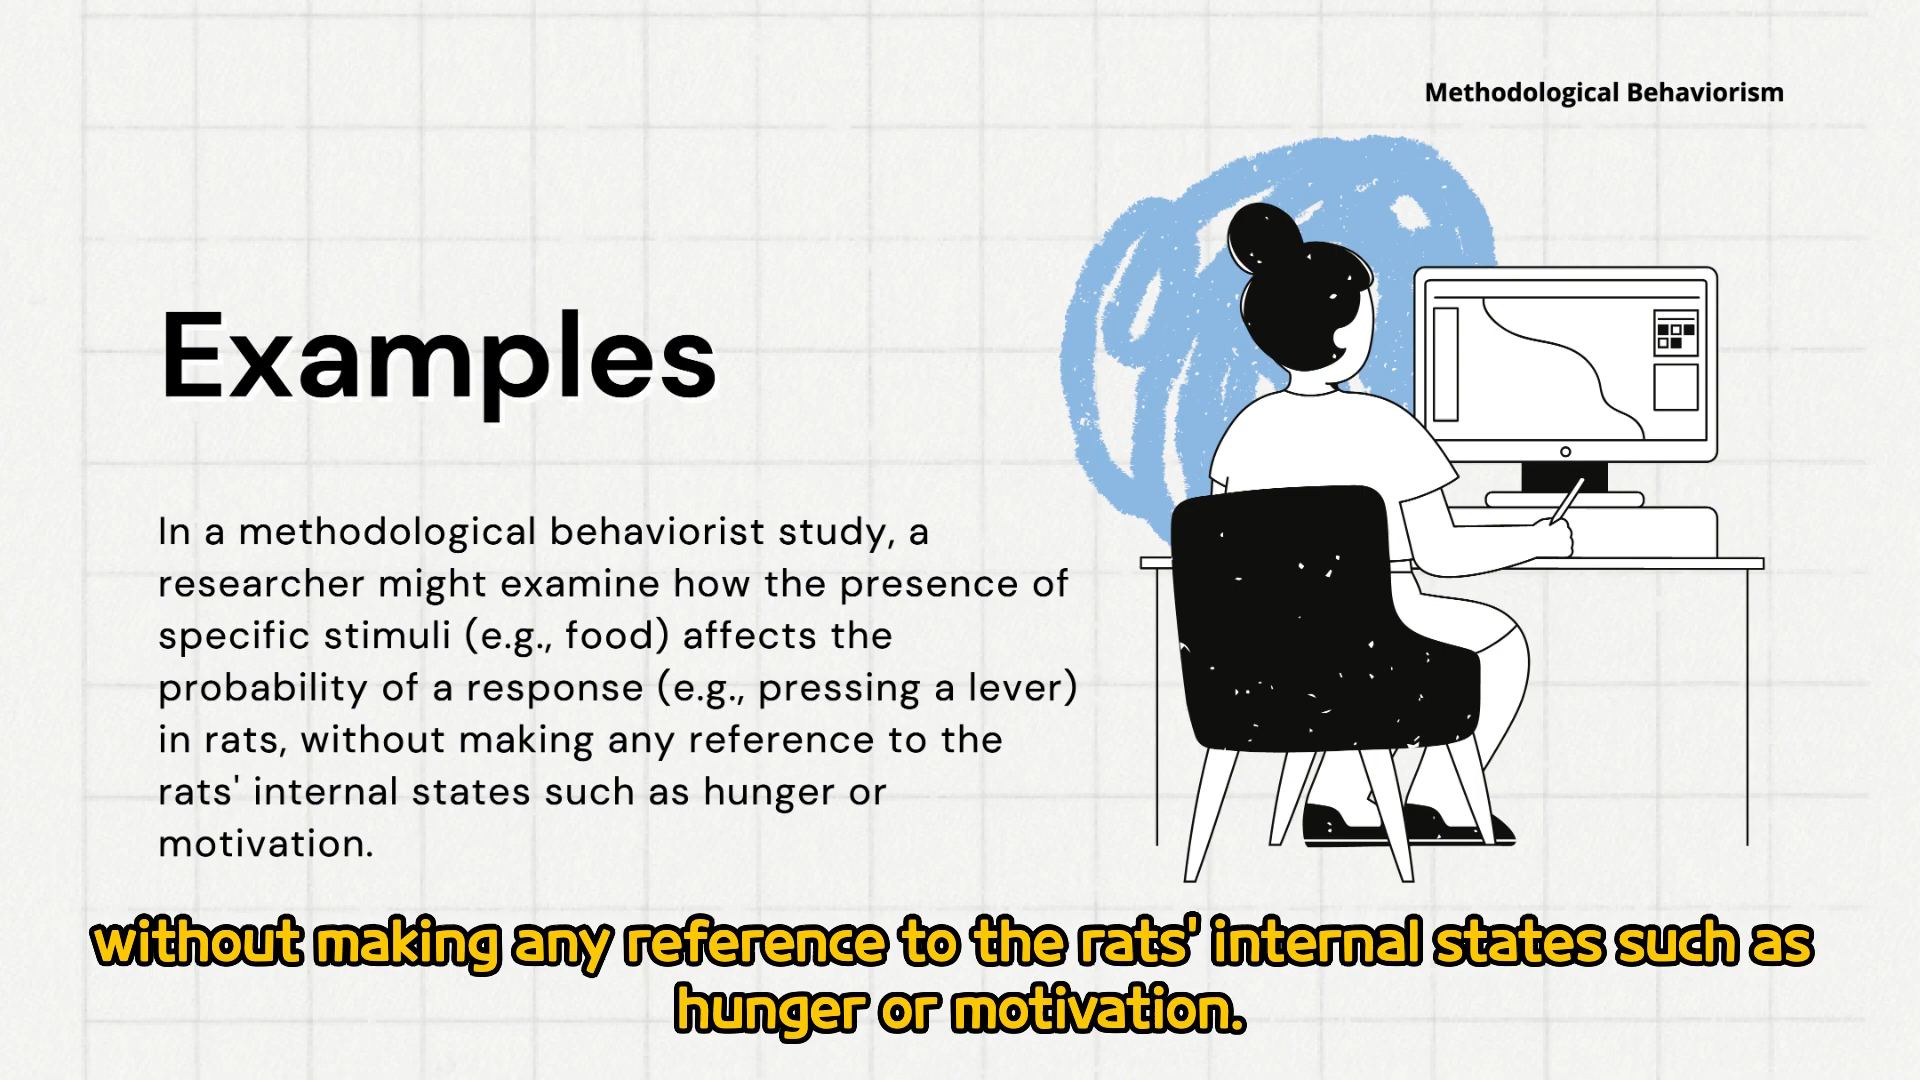 Methodological Behaviorism
Examples
In a methodological behaviorist study, a
researcher might examine how the presence of
specific stimuli (e.g., food) affects the
probability of a response (e.g., pressing a lever)
in rats, without making any reference to the
rats' internal states such as hunger or
motivation.
without making any reference to the rats' internal states such as
hunger or motivation.